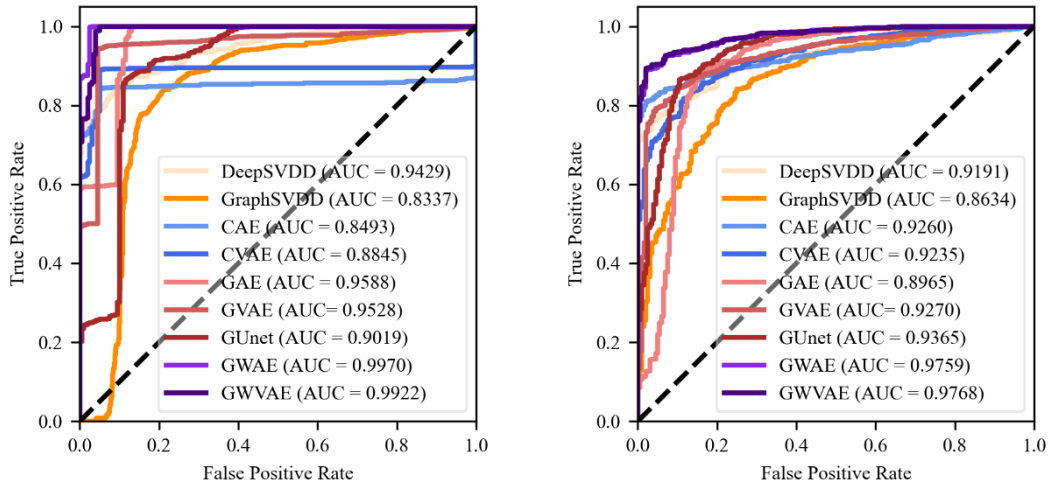 1.0
0.8
0.6
0.4
0.2
0.0
True Positive Rate
DeepSVDD (AUC = 0.9429)
GraphSVDD (AUC = 0.8337)
CAE (AUC = 0.8493)
CVAE (AUC = 0.8845)
GAE (AUC = 0.9588)
GVAE (AUC= 0.9528)
GUnet (AUC = 0.9019)
GWAE (AUC = 0.9970)
GWVAE (AUC = 0.9922)
0.0 0.2 0.4 0.6 0.8 1.0
False Positive Rate
1.0
0.8
0.6
0.4
0.2
0.0
True Positive Rate
DeepSVDD (AUC = 0.9191)
GraphSVDD (AUC = 0.8634)
CAE (AUC = 0.9260)
CVAE (AUC = 0.9235)
GAE (AUC = 0.8965)
GVAE (AUC= 0.9270)
GUnet (AUC = 0.9365)
GWAE (AUC = 0.9759)
GWVAE (AUC = 0.9768)
0.0 0.2 0.4 0.6 0.8 1.0
False Positive Rate